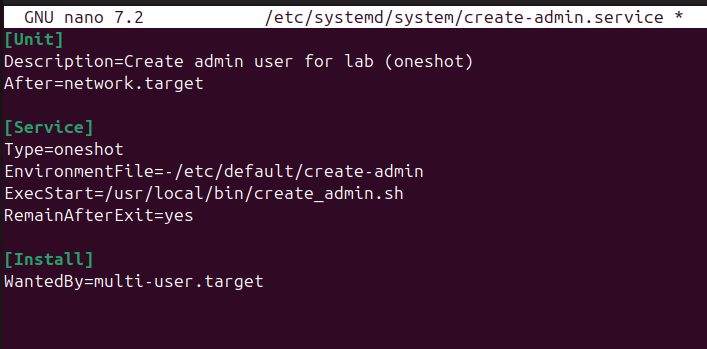 GNU nano 7.2 /etc/systemd/system/create-admin.service *
[Unit]
Description=Create admin user for lab (oneshot)
After=network.target
[Service]
Type=oneshot
EnvironmentFile=-/etc/default/create-admin
ExecStart=/usr/local/bin/create_admin.sh
RemainAfterExit=yes
[Install]
WantedBy=multi-user.target